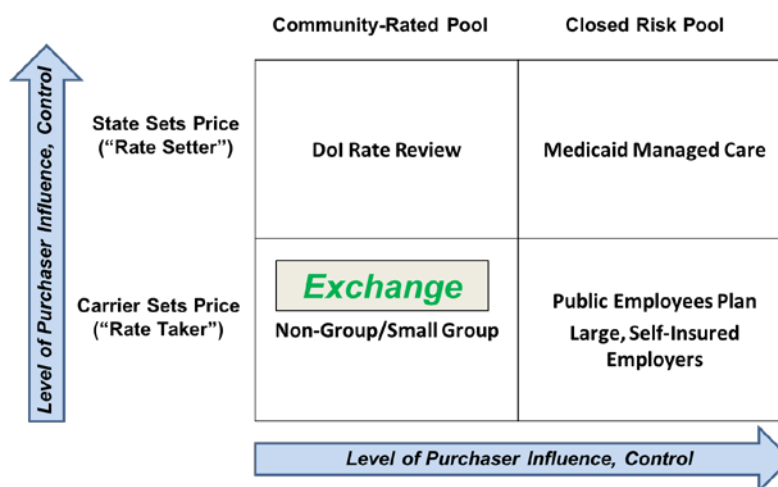 Community-Rated Pool
Closed Risk Pool
Level of Purchaser Influence, Control
State Sets Price
("Rate Setter")
DoI Rate Review
Medicaid Managed Care
Carrier Sets Price
("Rate Taker")
Exchange
Non-Group/Small Group
Public Employees Plan
Large, Self-Insured
Employers
Level of Purchaser Influence, Control